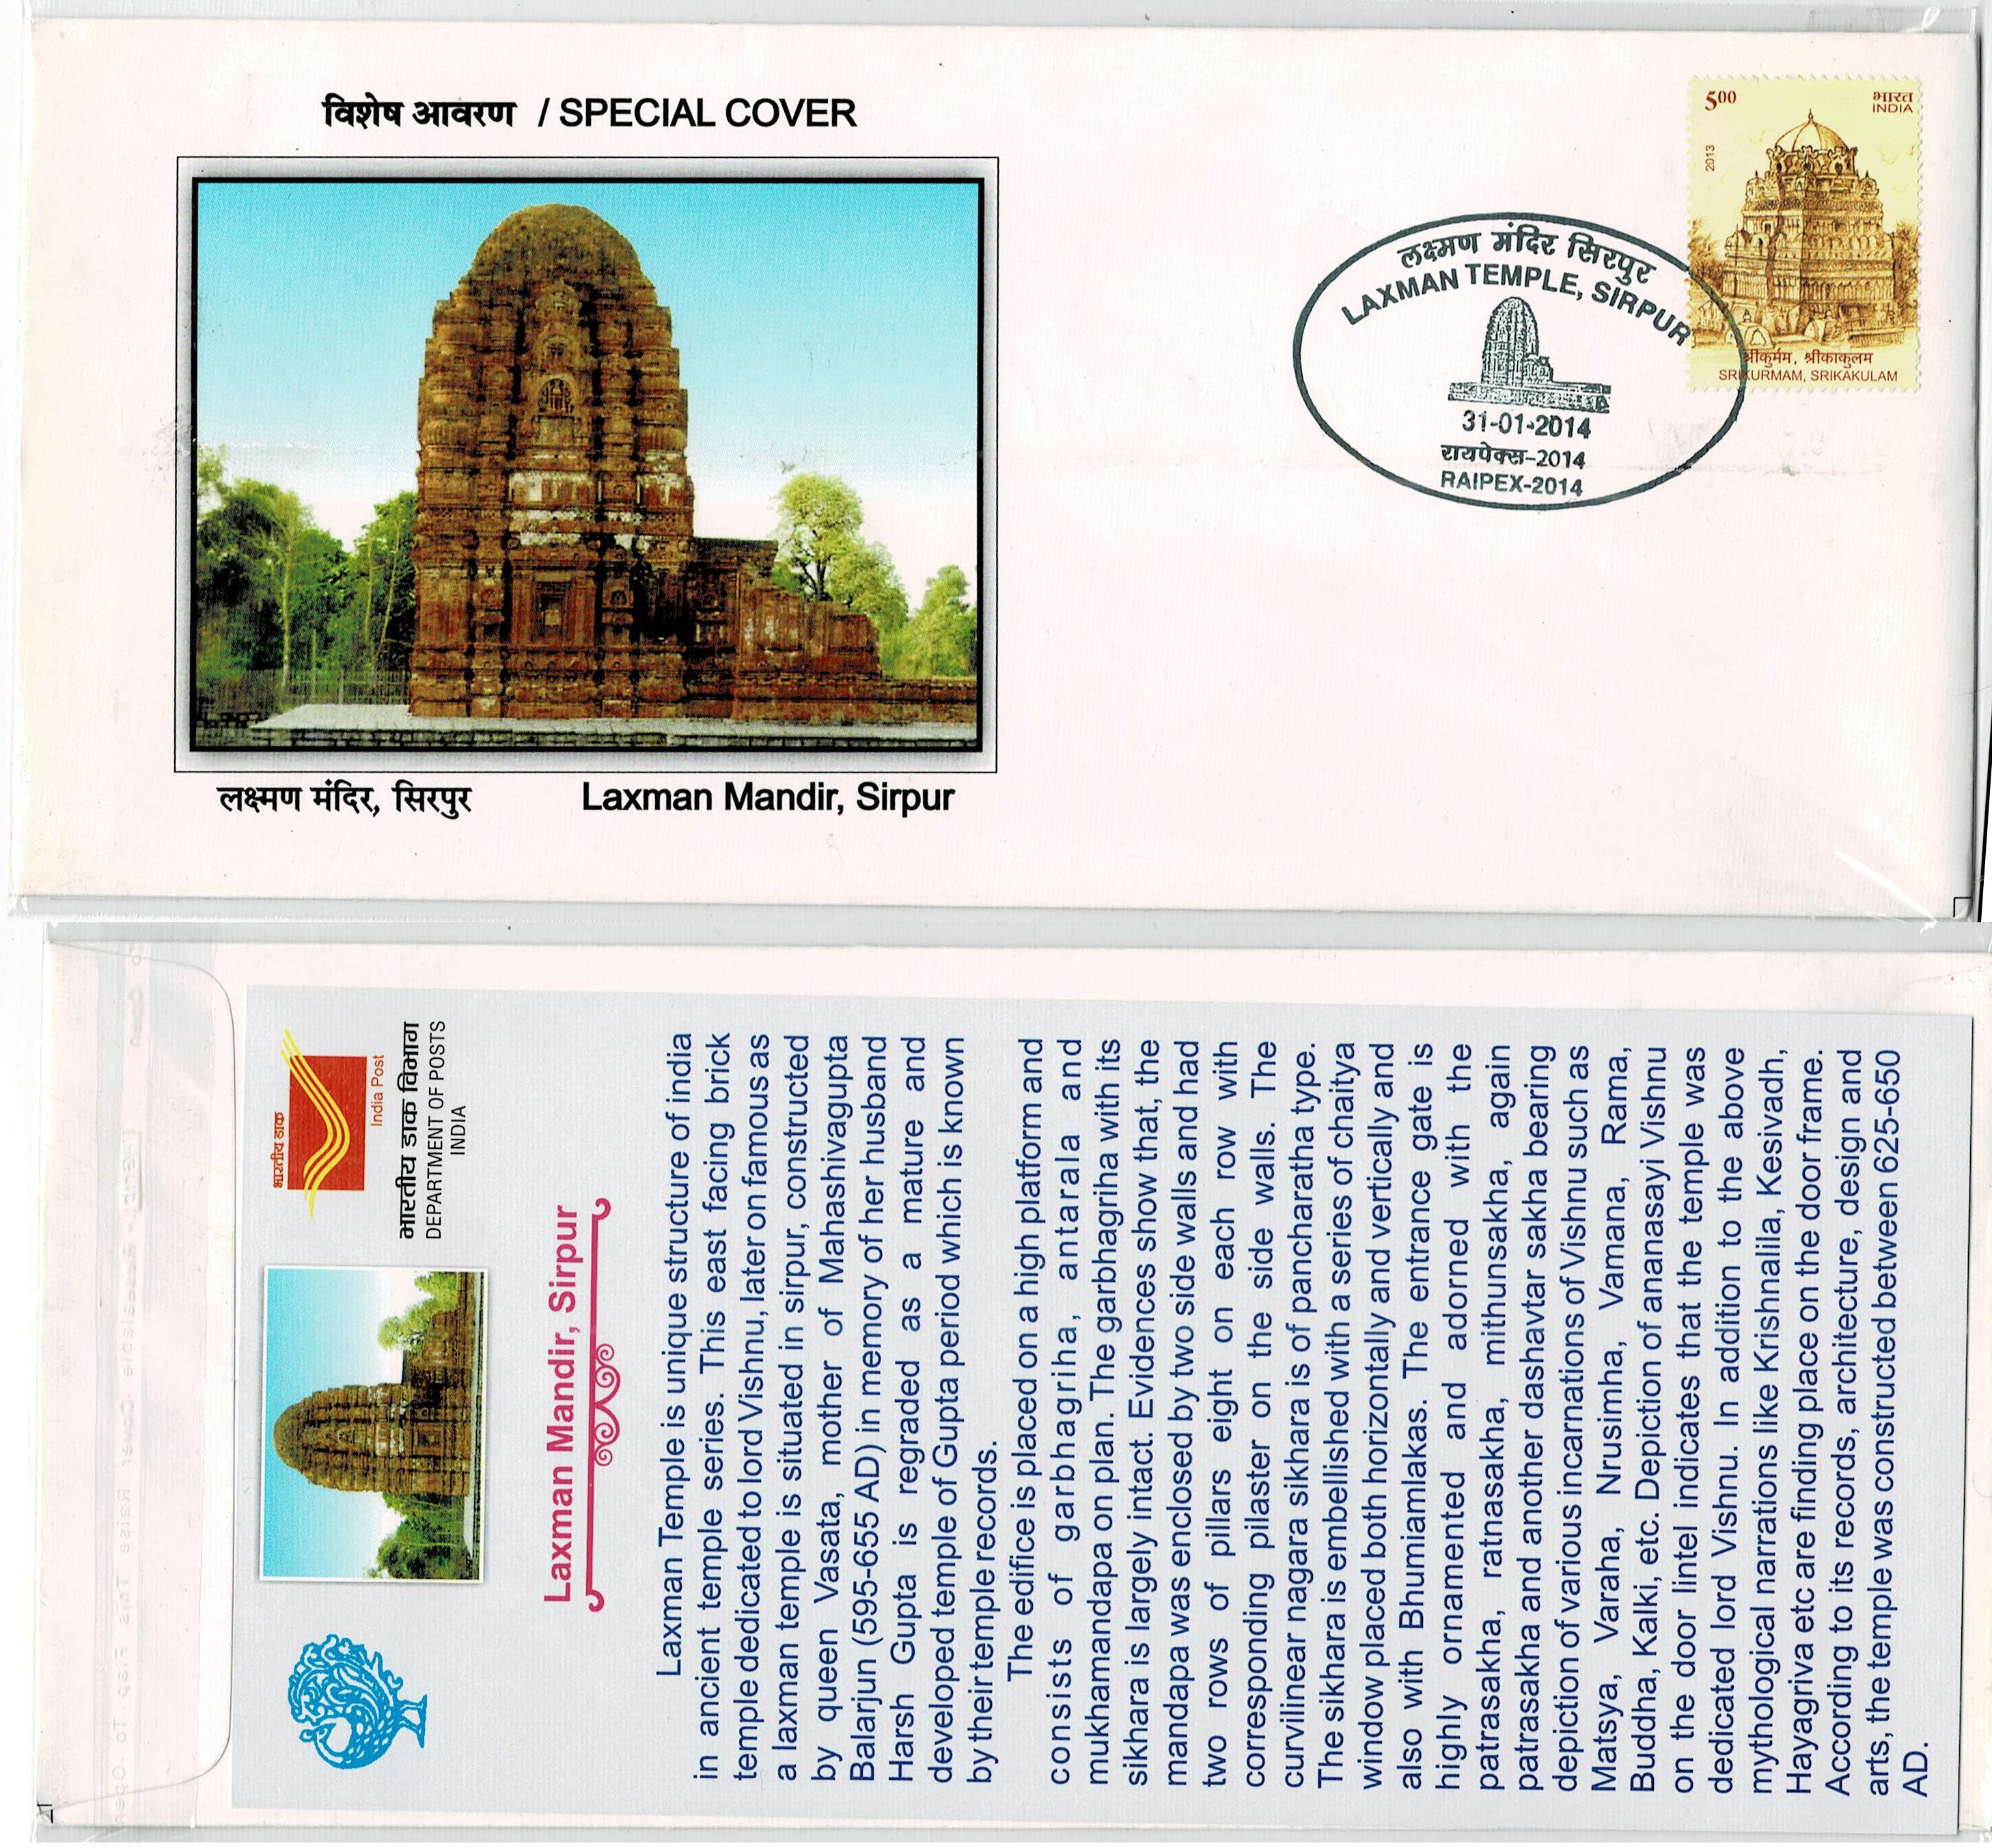 विशेष आवरण / SPECIAL COVER
लक्ष्मण मंदिर, सिरपुर Laxman Mandir, Sirpur
500 भारत
INDIA
2013
श्रीकुर्मम, श्रीकाकुलम
SRIKURMAM, SRIKAKULAM
लक्ष्मण मंदिर सिरपुर
LAXMAN TEMPLE, SIRPUR
31-01-2014
रायपेक्स-2014
RAIPEX-2014
भारतीय डाक
India Post
भारतीय डाक विभाग
DEPARTMENT OF POSTS
INDIA
Laxman Mandir, Sirpur
Laxman Temple is unique structure of india
in ancient temple series. This east facing brick
temple dedicated to lord Vishnu, later on famous as
a laxman temple is situated in sirpur, constructed
by queen Vasata, mother of Mahashivagupta
Balarjun (595-655 AD) in memory of her husband
Harsh Gupta is regraded as a mature and
developed temple of Gupta period which is known
by their temple records.
The edifice is placed on a high platform and
consists of garbhagriha, antarala and
mukhamandapa on plan. The garbhagriha with its
sikhara is largely intact. Evidences show that, the
mandapa was enclosed by two side walls and had
two rows of pillars eight on each row with
corresponding pilaster on the side walls. The
curvilinear nagara sikhara is of pancharatha type.
The sikhara is embellished with a series of chaitya
window placed both horizontally and vertically and
also with Bhumiamlakas. The entrance gate is
highly ornamented and adorned with the
patrasakha, ratnasakha, mithunsakha, again
patrasakha and another dashavtar sakha bearing
depiction of various incarnations of Vishnu such as
Matsya, Varaha, Nrusimha, Vamana, Rama,
Buddha, Kalki, etc. Depiction of ananasayi Vishnu
on the door lintel indicates that the temple was
dedicated lord Vishnu. In addition to the above
mythological narrations like Krishnalila, Kesivadh,
Hayagriva etc are finding place on the door frame.
According to its records, architecture, design and
arts, the temple was constructed between 625-650
AD.